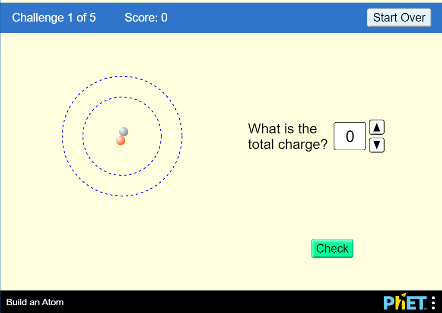 Challenge 1 of 5 Score: 0 Start Over
What is the
total charge? 0
Check
Build an Atom PhET